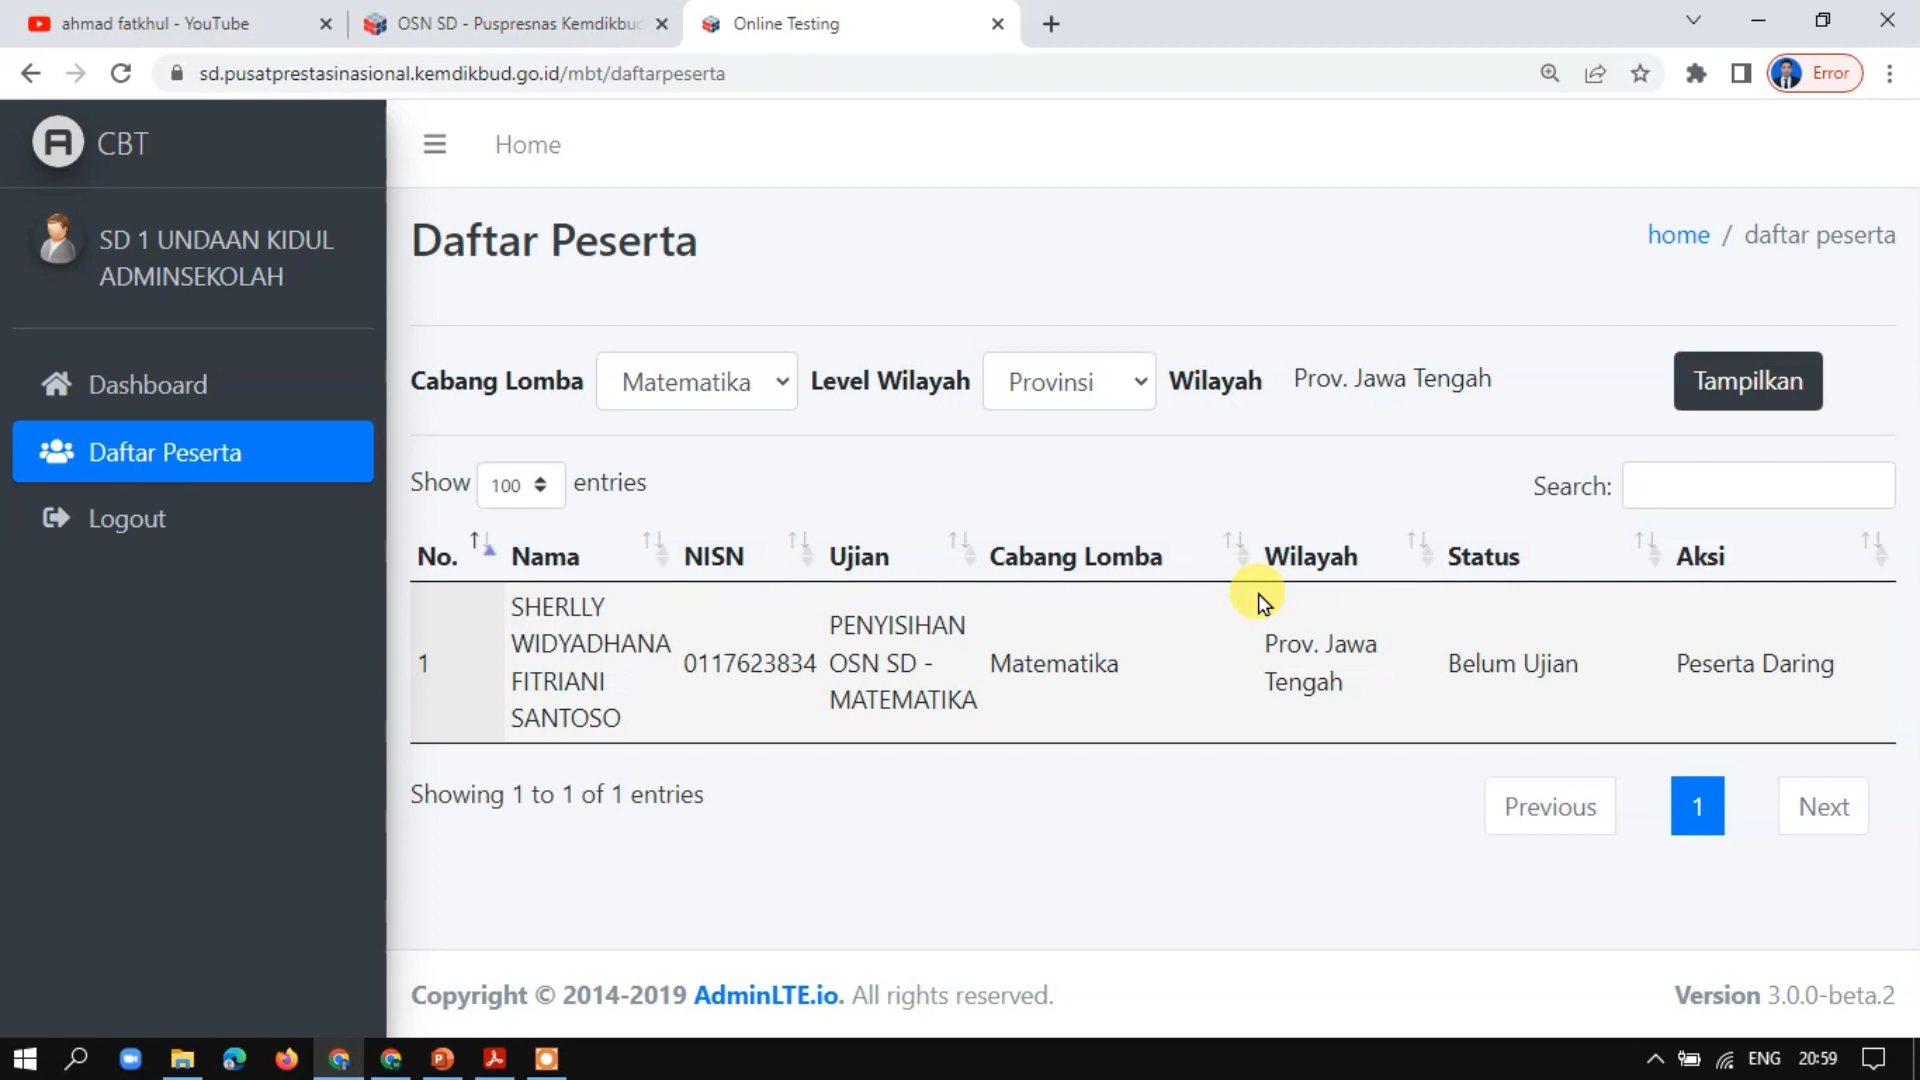 ahmad fatkhul - YouTube
OSN SD - Puspresnas Kemdikbu
Online Testing
sd.pusatprestasinasional.kemdikbud.go.id/mbt/daftarpeserta
Error
CBT
Home
SD 1 UNDAAN KIDUL
ADMINSEKOLAH
Dashboard
Daftar Peserta
Logout
Daftar Peserta
home / daftar peserta
Cabang Lomba Matematika Level Wilayah Provinsi Wilayah Prov. Jawa Tengah Tampilkan
Show 100 entries
Search:
No. Nama NISN Ujian Cabang Lomba Wilayah Status Aksi
1
SHERLLY
WIDYADHANA
FITRIANI
SANTOSO
0117623834
PENYISIHAN
OSN SD -
MATEMATIKA
Matematika
Prov. Jawa
Tengah
Belum Ujian
Peserta Daring
Showing 1 to 1 of 1 entries
Previous 1 Next
Copyright © 2014-2019 AdminLTE.io. All rights reserved.
Version 3.0.0-beta.2
ENG 20:59